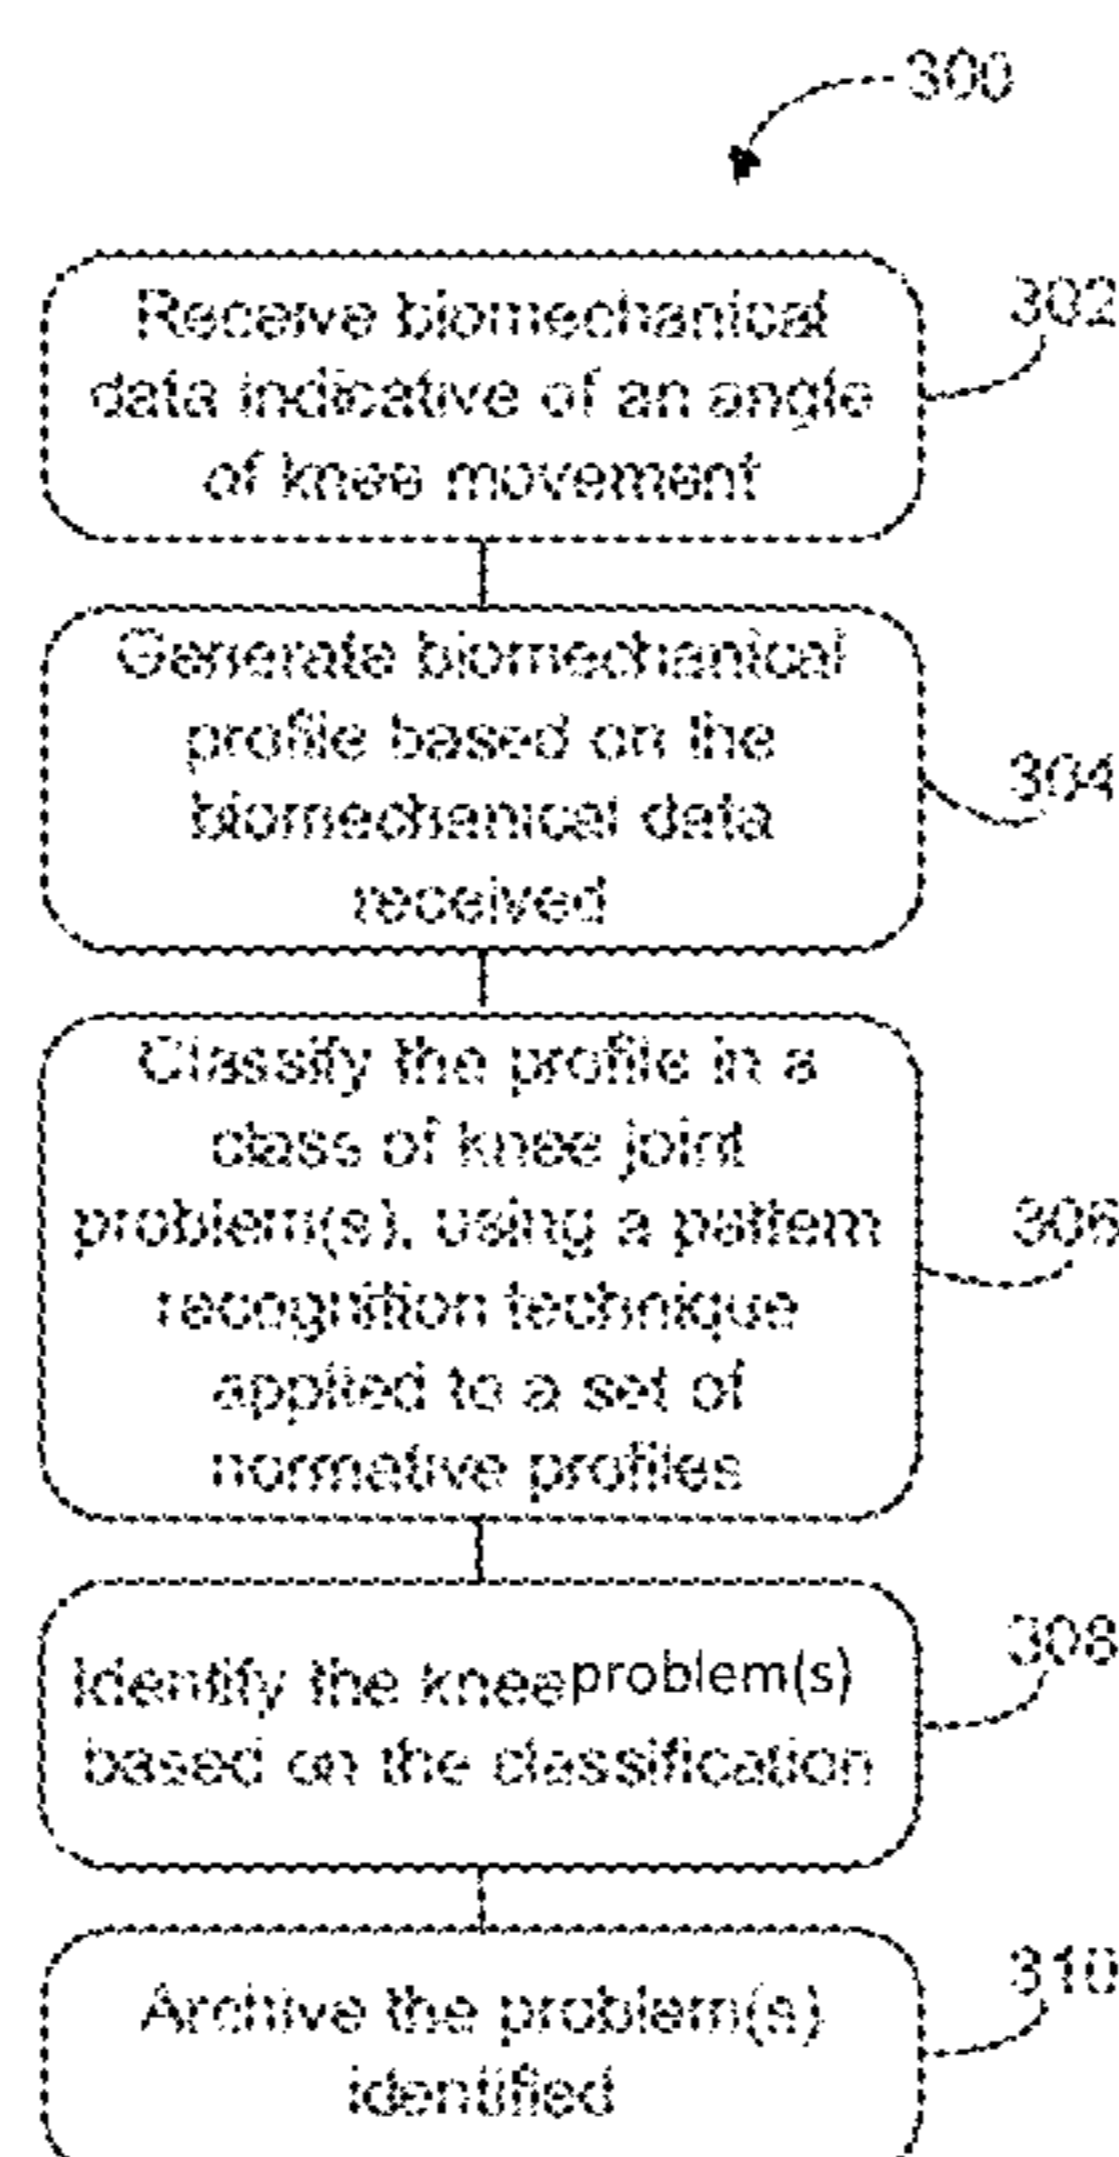 300
Receive biomechanical
data indicative of an angle
of knee movement
302
Generate biomechanical
profile based on the
biomechanical data
received
304
Classify the profile in a
class of knee joint
problem(s), using a pattern
recognition technique
applied to a set of
normative profiles
306
Identify the knee problem(s)
based on the classification
308
Archive the problem(s)
identified
310